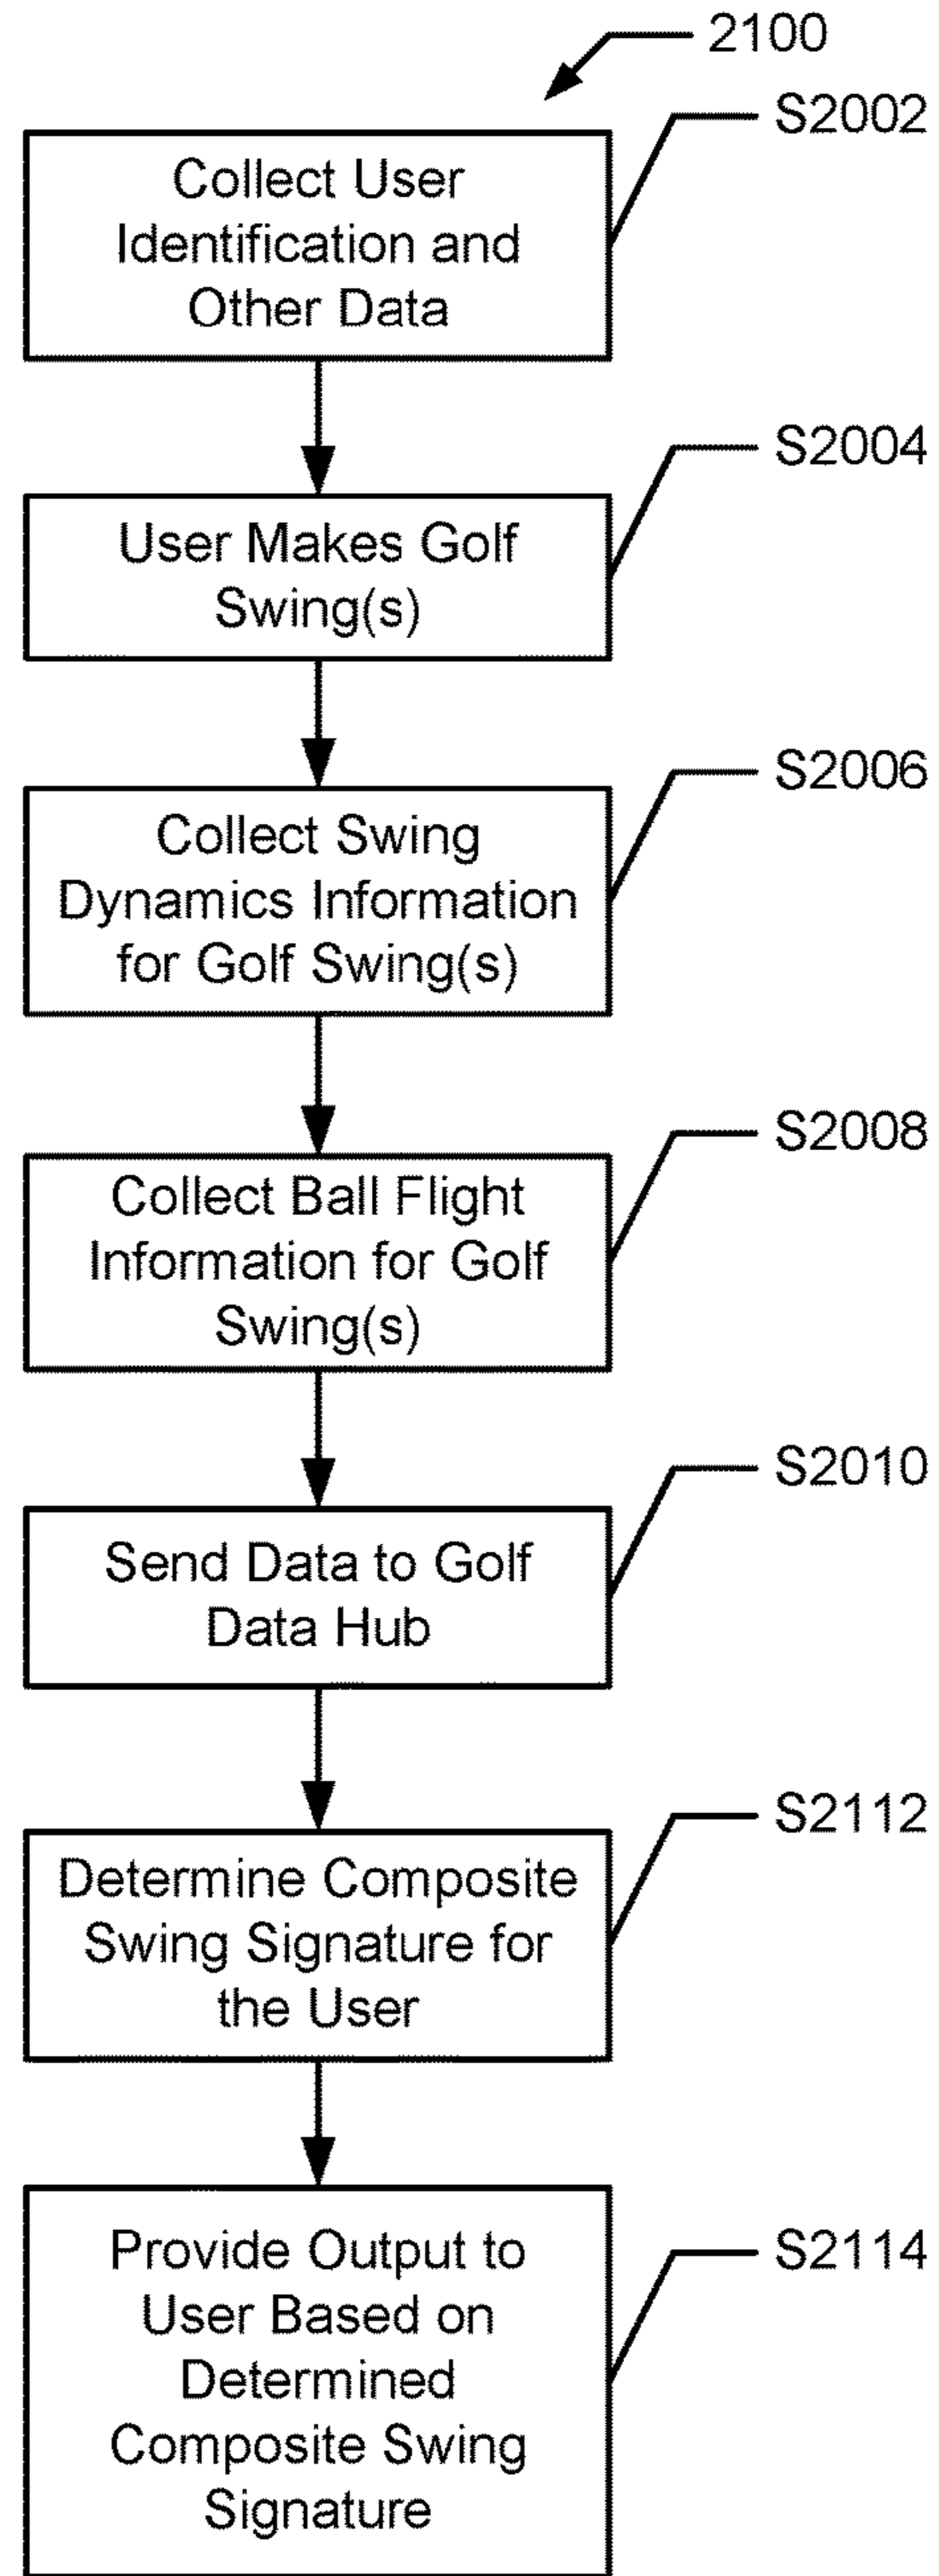 2100
S2002
Collect User
Identification and
Other Data
S2004
User Makes Golf
Swing(s)
S2006
Collect Swing
Dynamics Information
for Golf Swing(s)
S2008
Collect Ball Flight
Information for Golf
Swing(s)
S2010
Send Data to Golf
Data Hub
S2112
Determine Composite
Swing Signature for
the User
S2114
Provide Output to
User Based on
Determined
Composite Swing
Signature